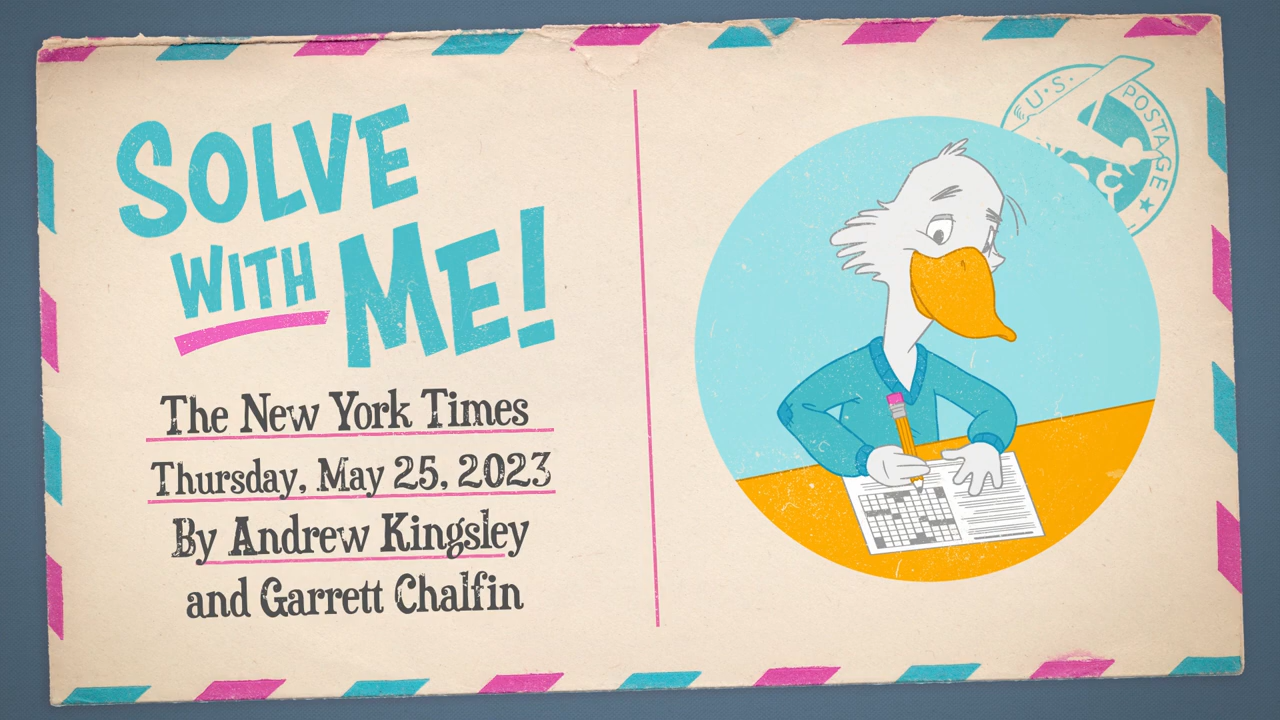 SOLVE
WITH ME!
The New York Times
Thursday, May 25, 2023
By Andrew Kingsley
and Garrett Chalfin
U.S. POSTAGE